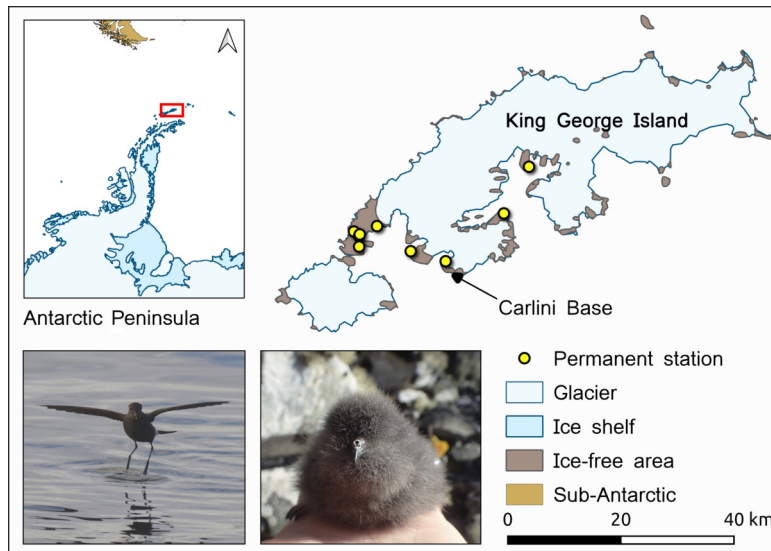 King George Island
Carlini Base
Antarctic Peninsula
Permanent station
Glacier
Ice shelf
Ice-free area
Sub-Antarctic
0 20 40 km